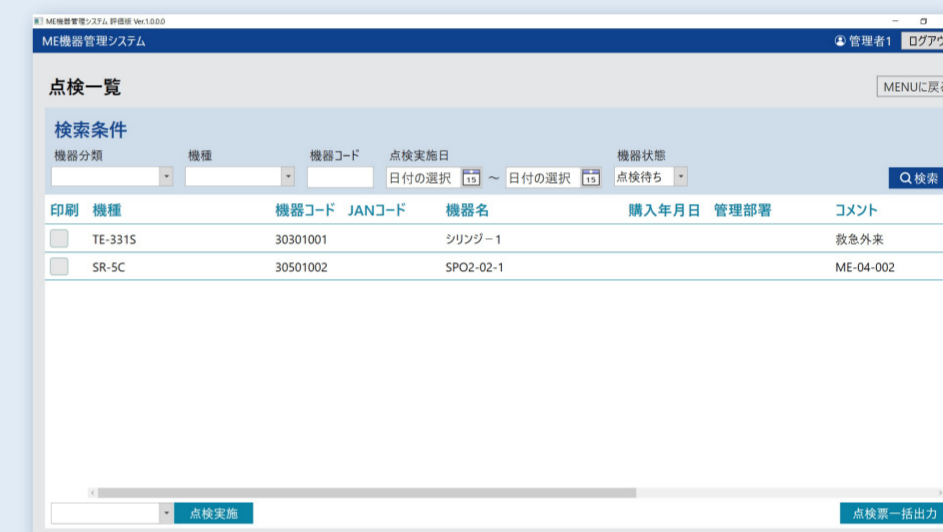 ME機器管理システム 評価版 Ver.1.0.0.0
ME機器管理システム 管理者1 ログアウ
点検一覧 MENUに戻る
検索条件
機器分類 機種 機器コード 点検実施日 機器状態
日付の選択 15 ～ 日付の選択 15 点検待ち 検索
印刷 機種 機器コード JANコード 機器名 購入年月日 管理部署 コメント
TE-331S 30301001 シリンジー1 救急外来
SR-5C 30501002 SPO2-02-1 ME-04-002
点検実施 点検票一括出力